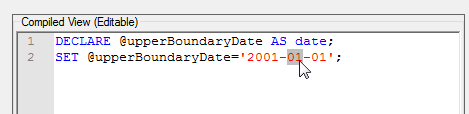 Compiled View (Editable)
1 DECLARE @upperBoundaryDate AS date;
2 SET @upperBoundaryDate='2001-01-01';